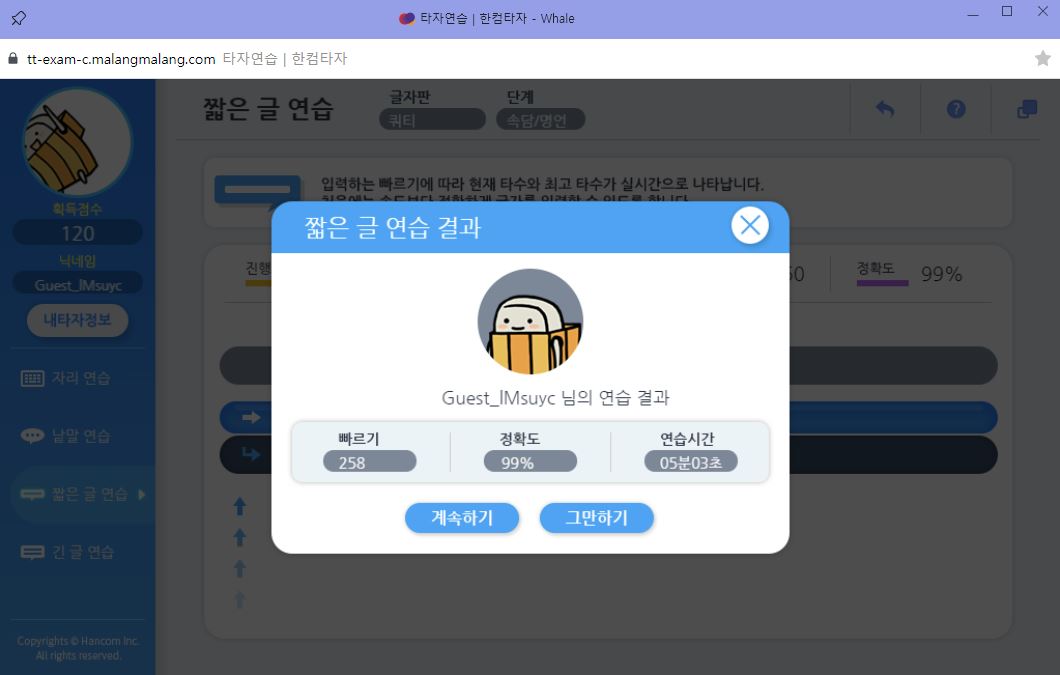 타자연습 | 한컴타자 - Whale
tt-exam-c.malangmalang.com 타자연습 | 한컴타자
짧은 글 연습
글자판
쿼티
단계
속담/명언
입력하는 빠르기에 따라 현재 타수와 최고 타수가 실시간으로 나타납니다.
획득점수
120
닉네임
Guest_lMsuyc
내타자정보
자리 연습
낱말 연습
짧은 글 연습
긴 글 연습
Copyrights © Hancom Inc.
All rights reserved.
진행
정확도
99%
짧은 글 연습 결과
Guest_lMsuyc 님의 연습 결과
빠르기
258
정확도
99%
연습시간
05분03초
계속하기
그만하기